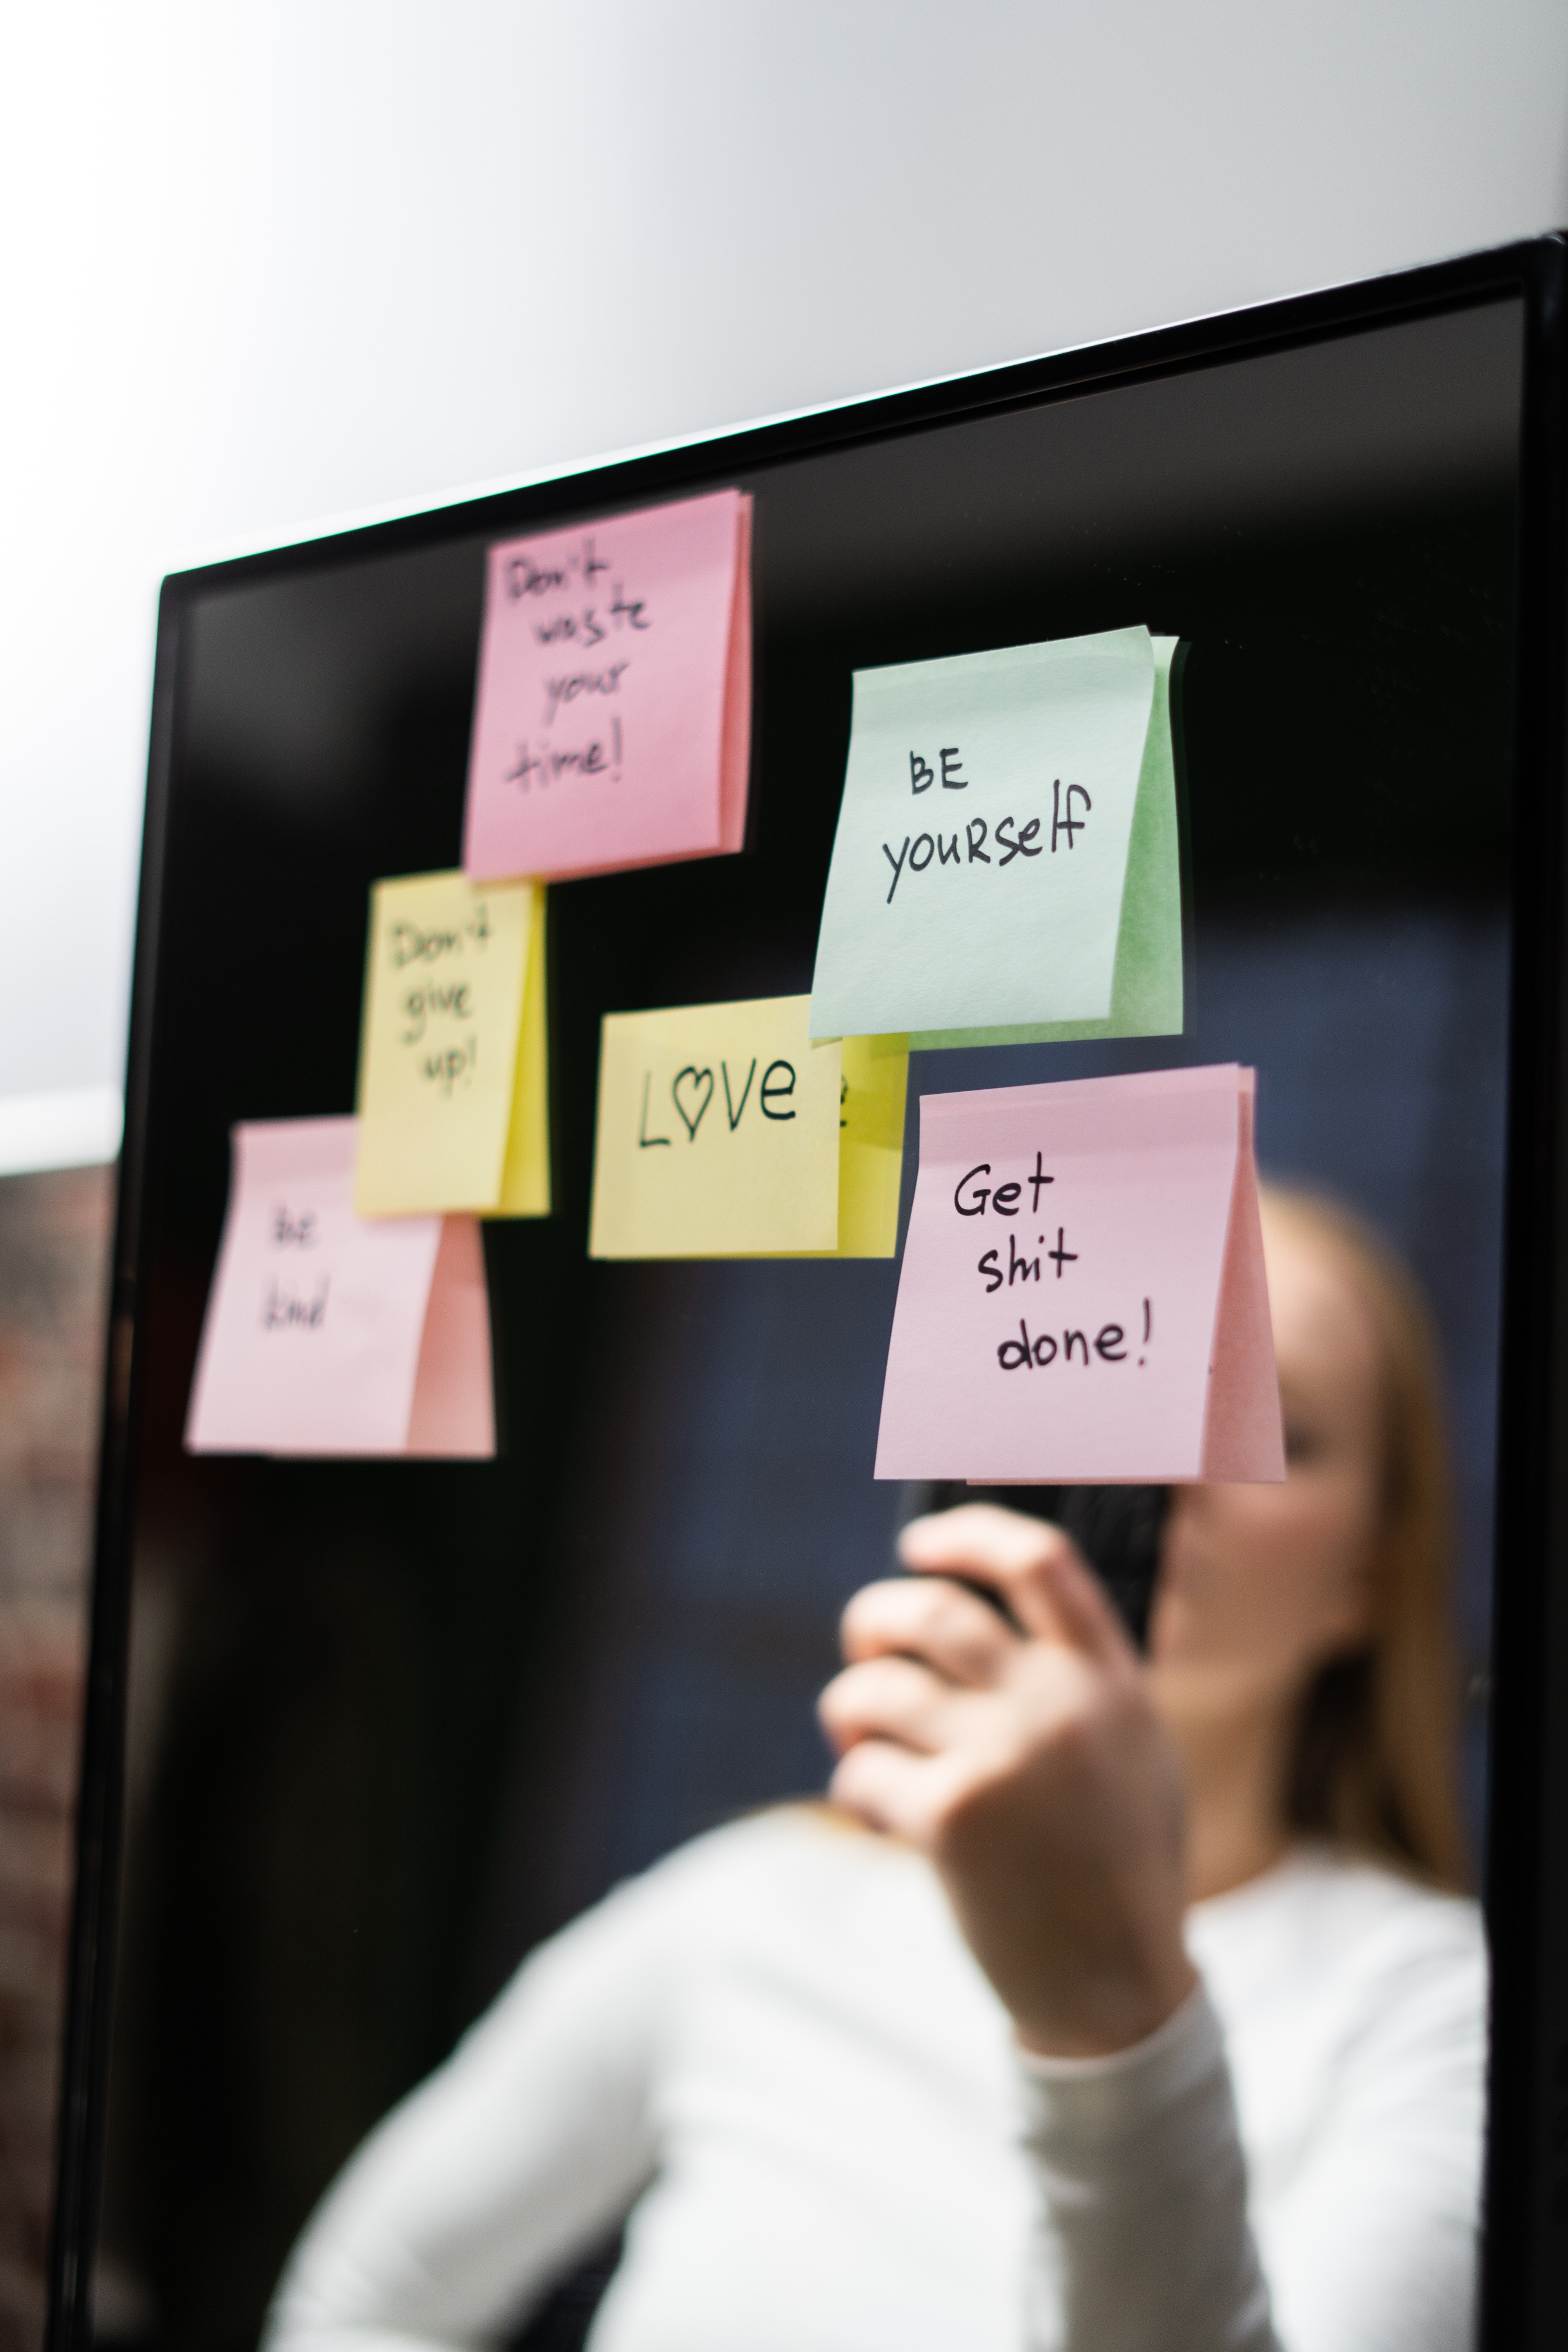 Don't
waste
your
time!
BE
yourself
Don't
give
up!
LOVe
Get
shit
done!
be
kind